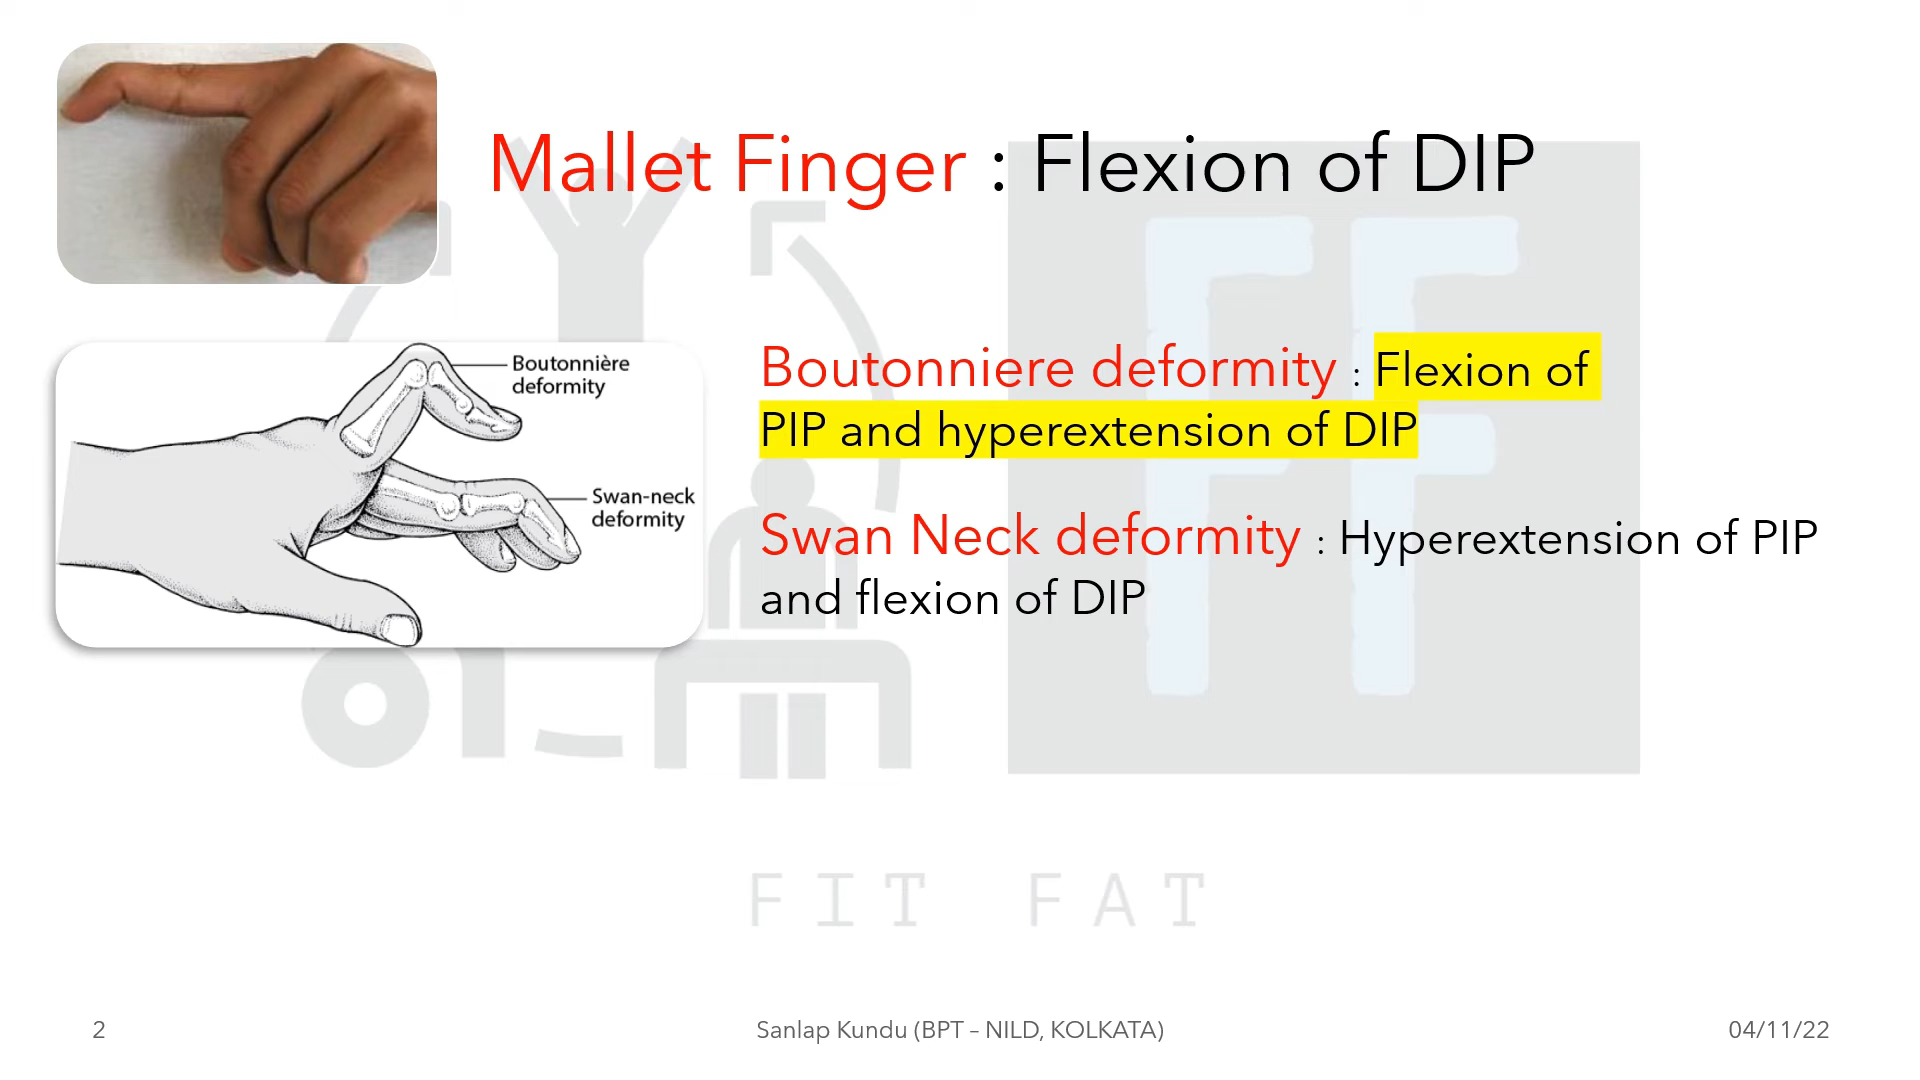 Mallet Finger : Flexion of DIP
Boutonnière
deformity
Swan-neck
deformity
Boutonniere deformity : Flexion of
PIP and hyperextension of DIP
Swan Neck deformity : Hyperextension of PIP
and flexion of DIP
FF
FIT FAT
2
Sanlap Kundu (BPT – NILD, KOLKATA)
04/11/22